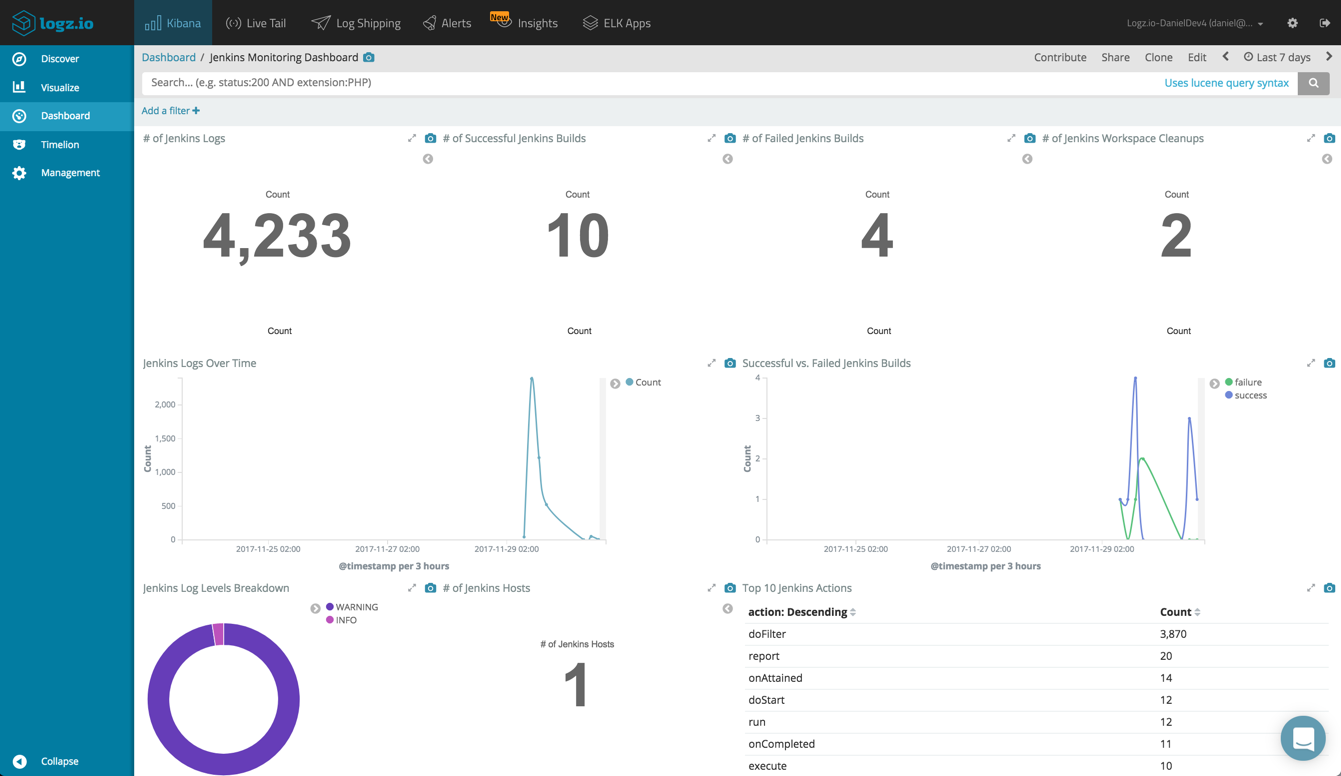 logz.io
Kibana
Live Tail
Log Shipping
Alerts
New
Insights
ELK Apps
Logz.io-DanielDev4 (daniel@...
Discover
Visualize
Dashboard
Timelion
Management
Collapse
Dashboard / Jenkins Monitoring Dashboard
Contribute Share Clone Edit Last 7 days
Search... (e.g. status:200 AND extension:PHP)
Uses lucene query syntax
Add a filter +
# of Jenkins Logs
Count
4,233
Count
# of Successful Jenkins Builds
Count
10
Count
# of Failed Jenkins Builds
Count
4
Count
# of Jenkins Workspace Cleanups
Count
2
Count
Jenkins Logs Over Time
Count
2,000
1,500
1,000
500
0
Count
2017-11-25 02:00 2017-11-27 02:00 2017-11-29 02:00
@timestamp per 3 hours
Successful vs. Failed Jenkins Builds
failure
success
4
3
2
1
0
Count
2017-11-25 02:00 2017-11-27 02:00 2017-11-29 02:00
@timestamp per 3 hours
Jenkins Log Levels Breakdown
WARNING
INFO
# of Jenkins Hosts
# of Jenkins Hosts
1
Top 10 Jenkins Actions
action: Descending Count
doFilter 3,870
report 20
onAttained 14
doStart 12
run 12
onCompleted 11
execute 10